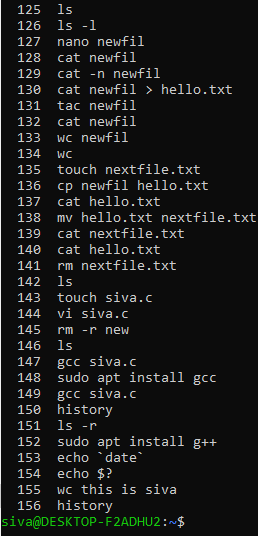 125 ls
126 ls -l
127 nano newfil
128 cat newfil
129 cat -n newfil
130 cat newfil > hello.txt
131 tac newfil
132 cat newfil
133 wc newfil
134 wc
135 touch nextfile.txt
136 cp newfil hello.txt
137 cat hello.txt
138 mv hello.txt nextfile.txt
139 cat nextfile.txt
140 cat hello.txt
141 rm nextfile.txt
142 ls
143 touch siva.c
144 vi siva.c
145 rm -r new
146 ls
147 gcc siva.c
148 sudo apt install gcc
149 gcc siva.c
150 history
151 ls -r
152 sudo apt install g++
153 echo `date`
154 echo $?
155 wc this is siva
156 history
siva@DESKTOP-F2ADHU2:~$